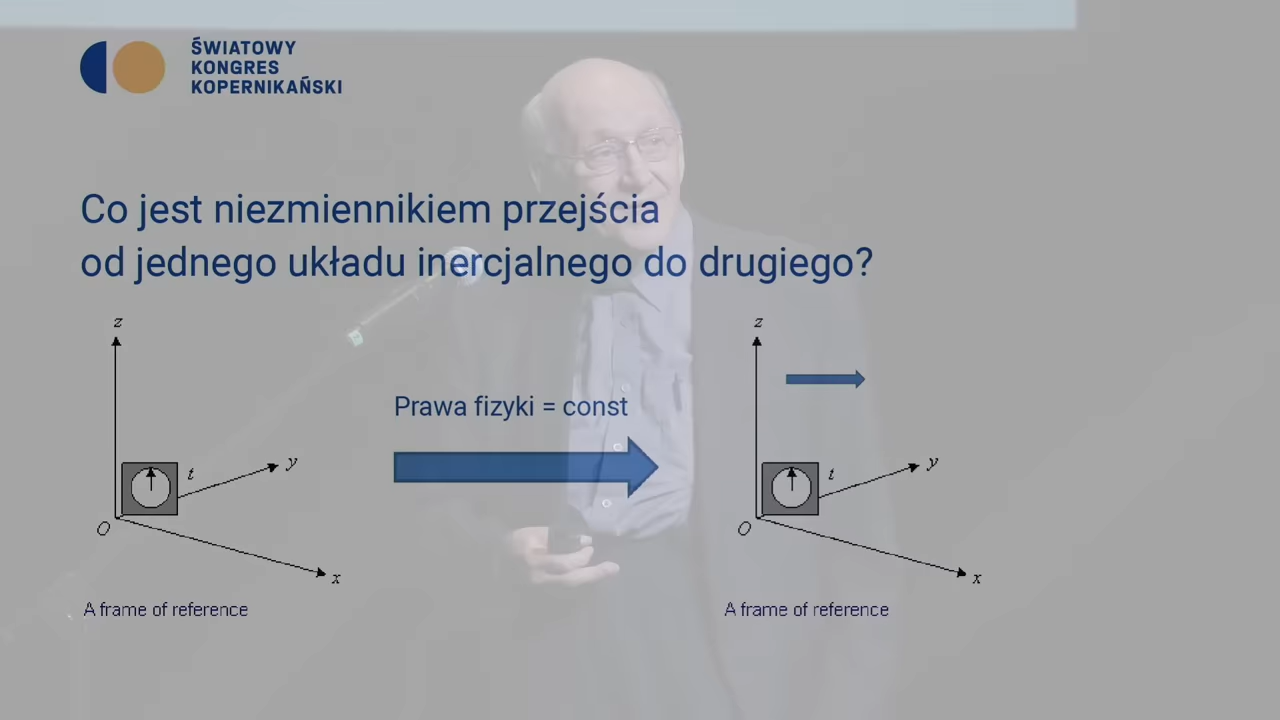 ŚWIATOWY
KONGRES
KOPERNIKAŃSKI
Co jest niezmiennikiem przejścia
od jednego układu inercjalnego do drugiego?
z
t
y
O
x
A frame of reference
Prawa fizyki = const
z
t
y
O
x
A frame of reference